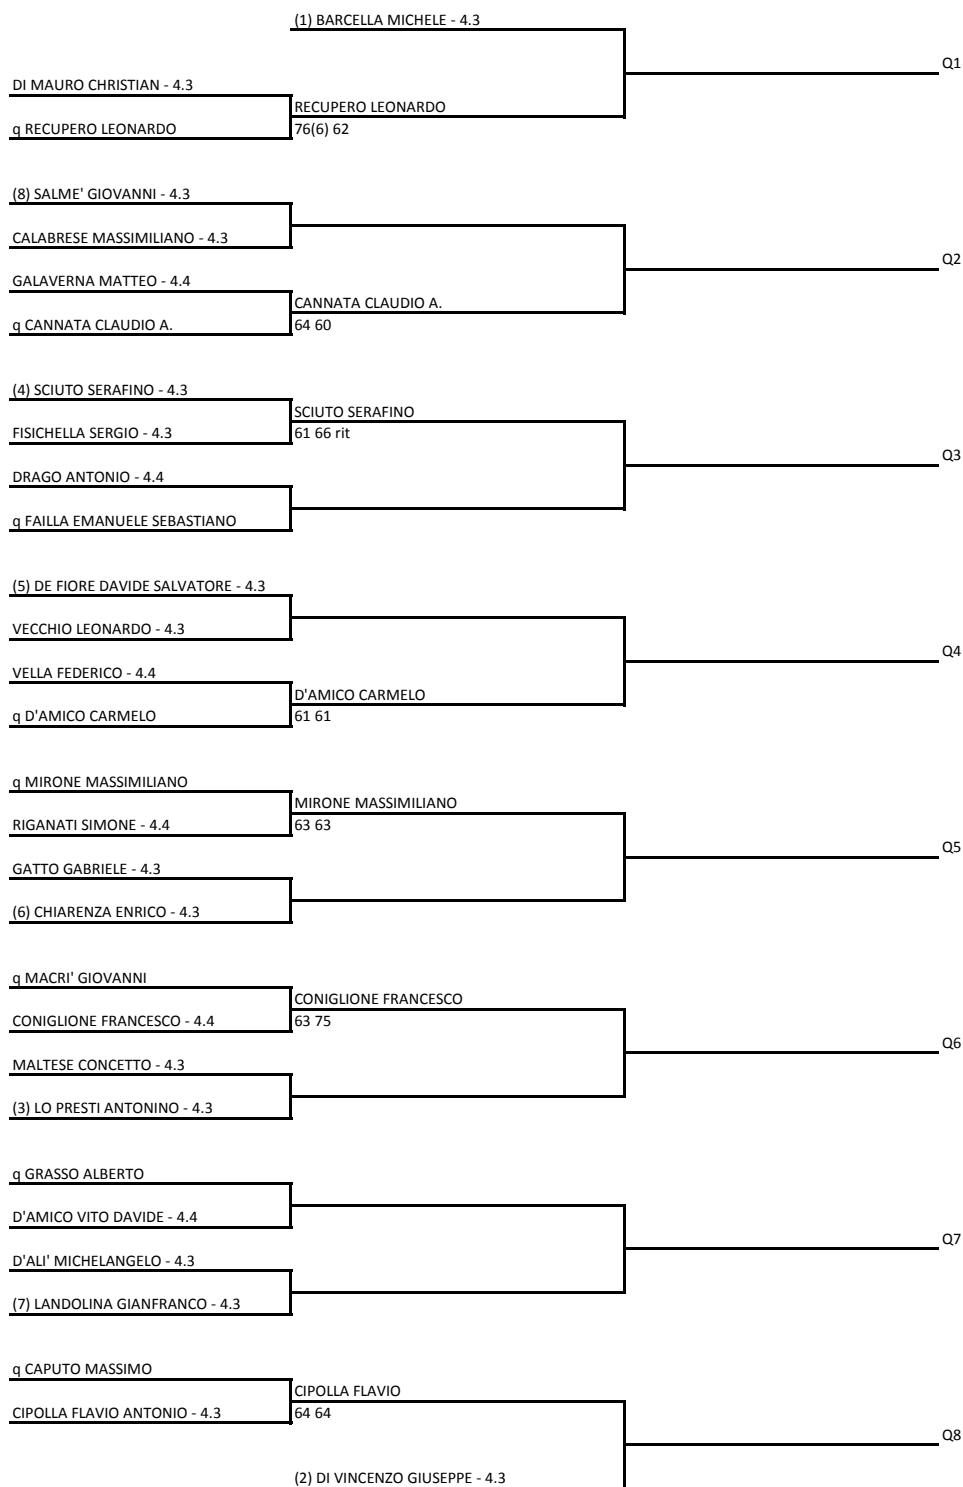 (1) BARCELLA MICHELE - 4.3
Q1
DI MAURO CHRISTIAN - 4.3
RECUPERO LEONARDO
q RECUPERO LEONARDO
76(6) 62
(8) SALME' GIOVANNI - 4.3
CALABRESE MASSIMILIANO - 4.3
Q2
GALAVERNA MATTEO - 4.4
CANNATA CLAUDIO A.
q CANNATA CLAUDIO A.
64 60
(4) SCIUTO SERAFINO - 4.3
SCIUTO SERAFINO
FISICHELLA SERGIO - 4.3
61 66 rit
Q3
DRAGO ANTONIO - 4.4
q FAILLA EMANUELE SEBASTIANO
(5) DE FIORE DAVIDE SALVATORE - 4.3
VECCHIO LEONARDO - 4.3
Q4
VELLA FEDERICO - 4.4
D'AMICO CARMELO
q D'AMICO CARMELO
61 61
q MIRONE MASSIMILIANO
MIRONE MASSIMILIANO
RIGANATI SIMONE - 4.4
63 63
Q5
GATTO GABRIELE - 4.3
(6) CHIARENZA ENRICO - 4.3
q MACRI' GIOVANNI
CONIGLIONE FRANCESCO
CONIGLIONE FRANCESCO - 4.4
63 75
Q6
MALTESE CONCETTO - 4.3
(3) LO PRESTI ANTONINO - 4.3
q GRASSO ALBERTO
D'AMICO VITO DAVIDE - 4.4
Q7
D'ALI' MICHELANGELO - 4.3
(7) LANDOLINA GIANFRANCO - 4.3
q CAPUTO MASSIMO
CIPOLLA FLAVIO
CIPOLLA FLAVIO ANTONIO - 4.3
64 64
Q8
(2) DI VINCENZO GIUSEPPE - 4.3